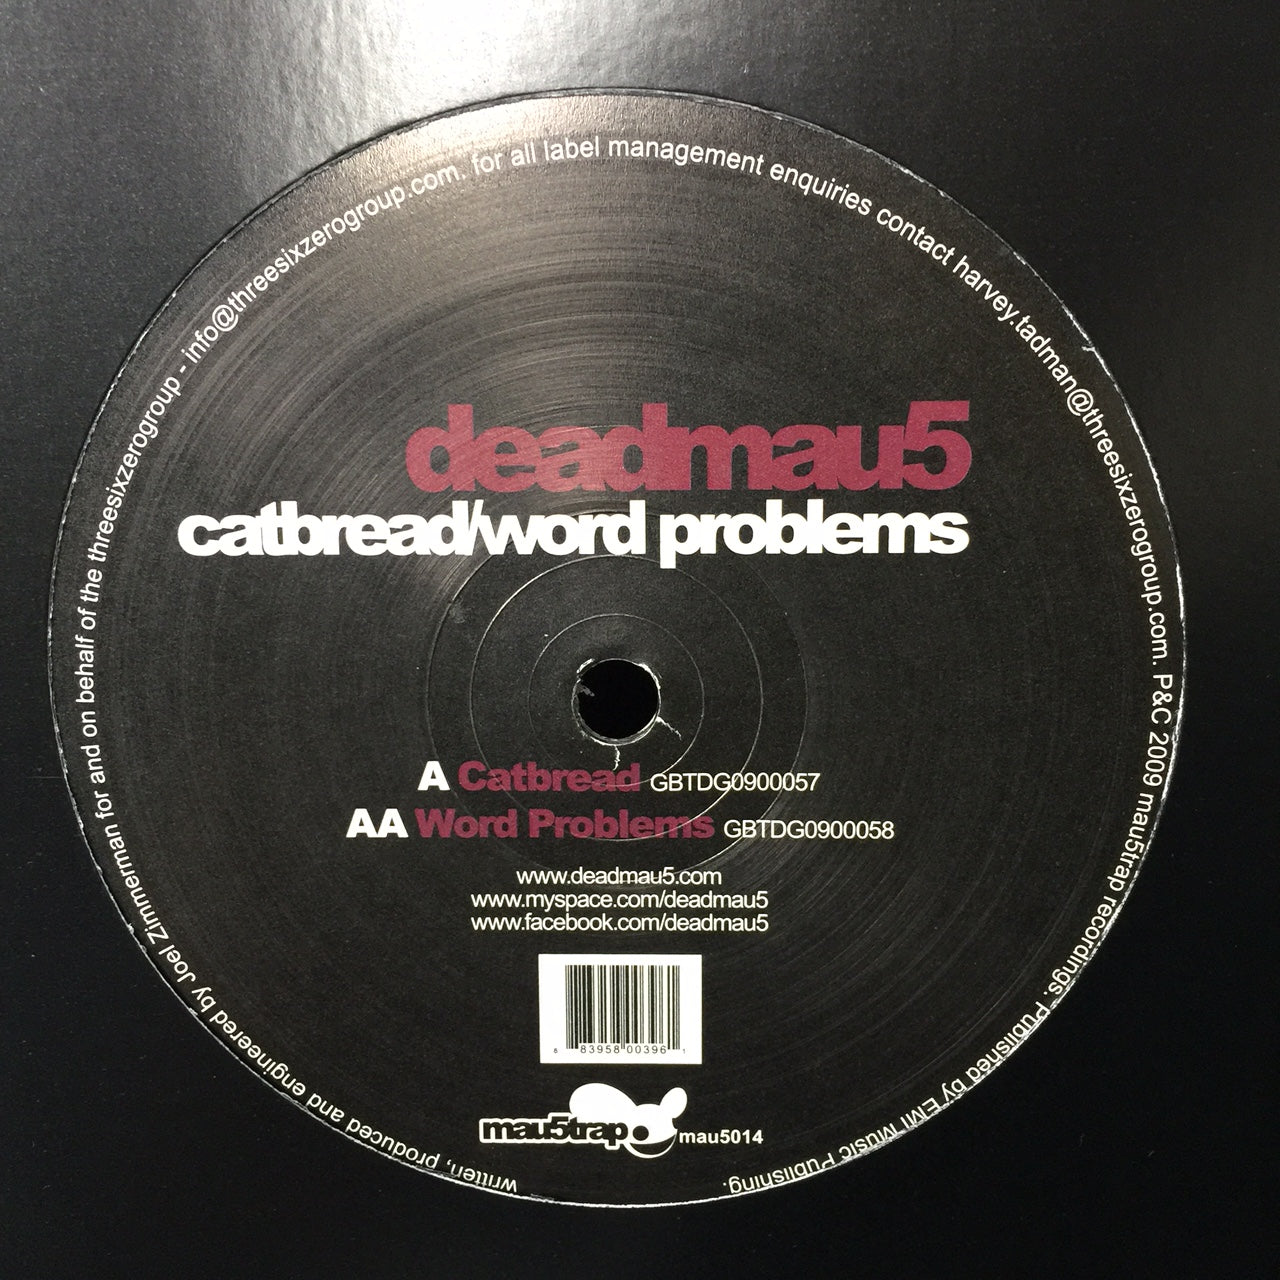 deadmau5
catbread/word problems
A Catbread GBTDG0900057
AA Word Problems GBTDG0900058
www.deadmau5.com
www.myspace.com/deadmau5
www.facebook.com/deadmau5
6 83958 00396 1
mau5trap mau5014
written, produced and engineered by Joel Zimmerman for and on behalf of the threesixzerogroup - info@threesixzerogroup.com. for all label management enquiries contact harvey.tadman@threesixzerogroup.com. P&C 2009 mau5trap recordings. Published by EMI Music Publishing.